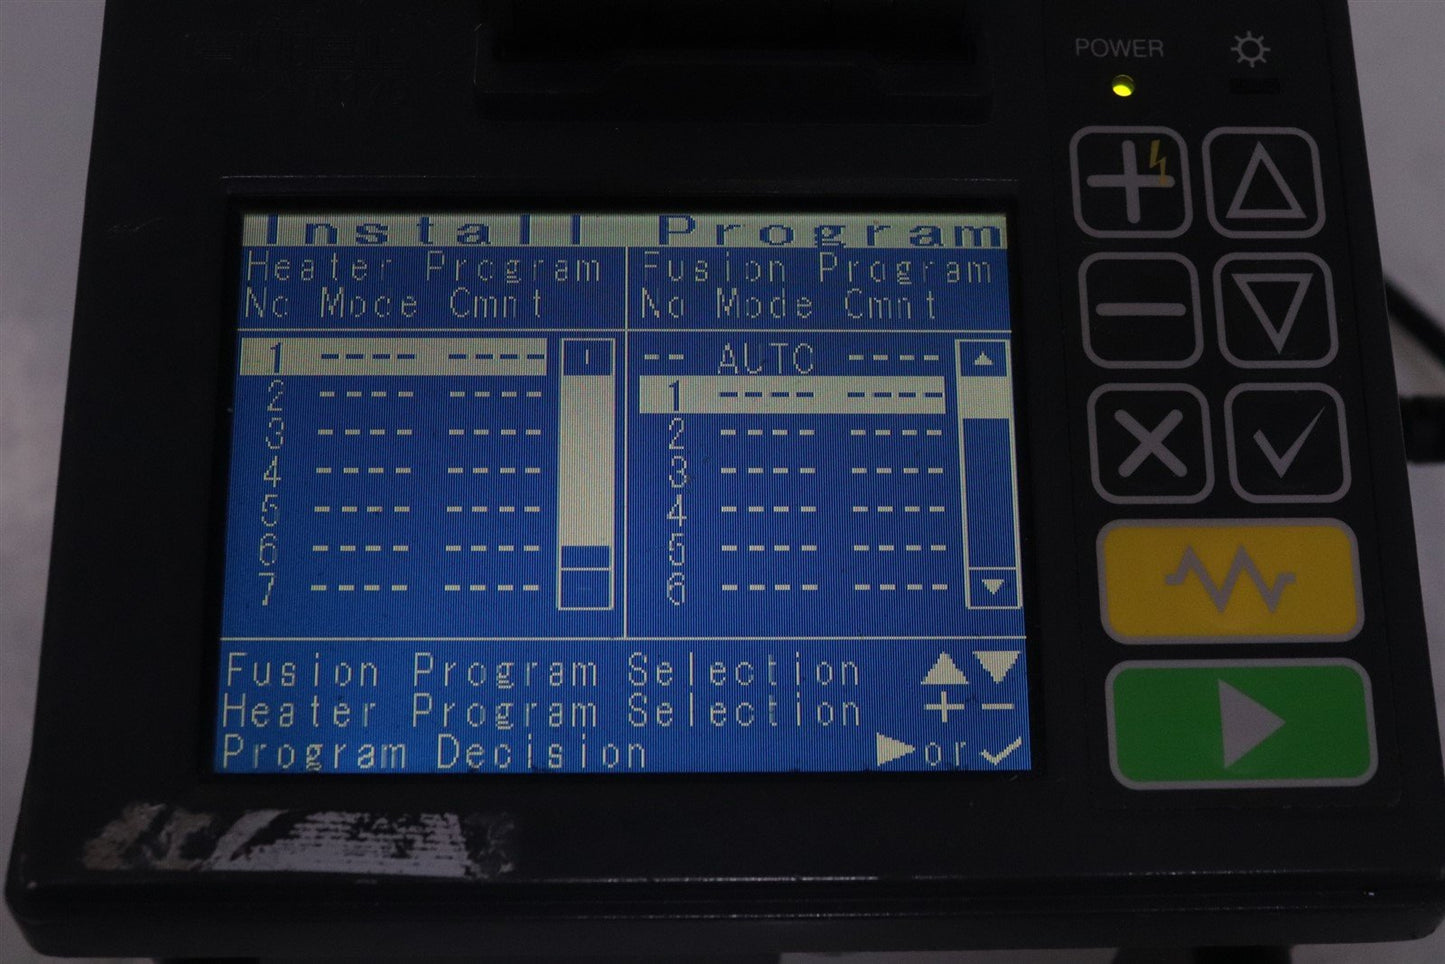 POWER
Install Program
Heater Program
No Mode Cmnt
1 ---- ----
2 ---- ----
3 ---- ----
4 ---- ----
5 ---- ----
6 ---- ----
7 ---- ----
Fusion Program
No Mode Cmnt
-- AUTO ----
1 ---- ----
2 ---- ----
3 ---- ----
4 ---- ----
5 ---- ----
6 ---- ----
Fusion Program Selection ▲▼
Heater Program Selection + −
Program Decision ▶or✓